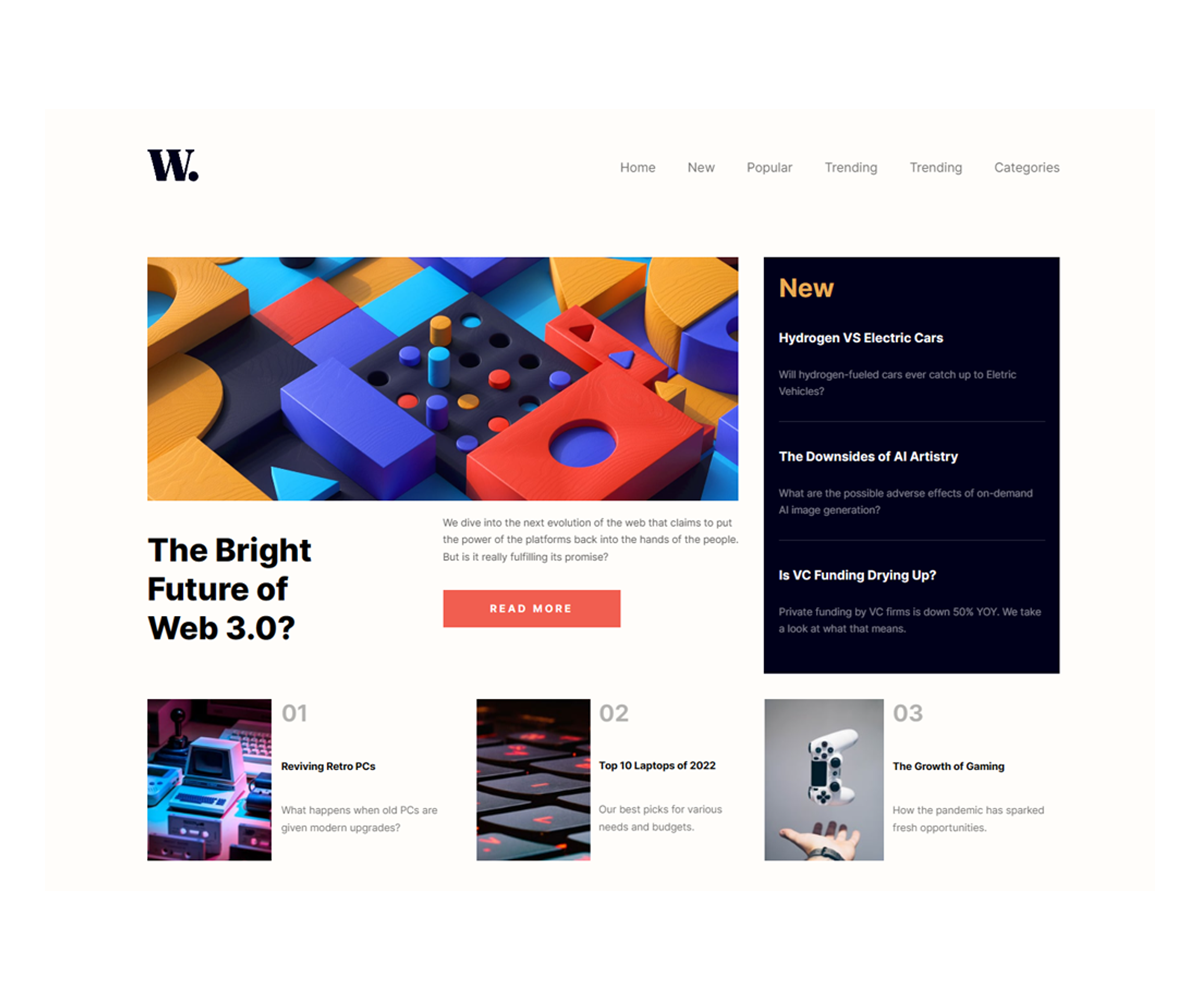 W.
Home New Popular Trending Trending Categories
The Bright
Future of
Web 3.0?
We dive into the next evolution of the web that claims to put
the power of the platforms back into the hands of the people.
But is it really fulfilling its promise?
READ MORE
New
Hydrogen VS Electric Cars
Will hydrogen-fueled cars ever catch up to Eletric
Vehicles?
The Downsides of AI Artistry
What are the possible adverse effects of on-demand
AI image generation?
Is VC Funding Drying Up?
Private funding by VC firms is down 50% YOY. We take
a look at what that means.
01
Reviving Retro PCs
What happens when old PCs are
given modern upgrades?
02
Top 10 Laptops of 2022
Our best picks for various
needs and budgets.
03
The Growth of Gaming
How the pandemic has sparked
fresh opportunities.